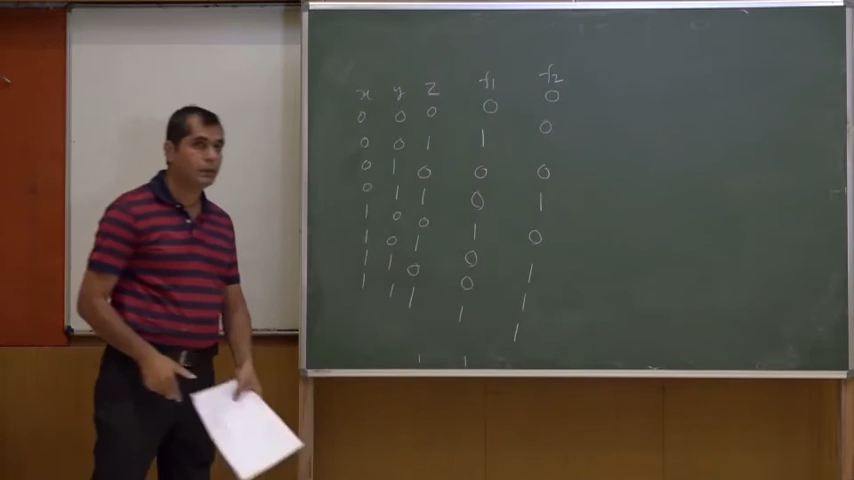 x y z f1 f2
0 0 0 0 0
0 0 1 1 0
0 1 0 0 0
0 1 1 0 1
1 0 0 1 0
1 0 1 0 1
1 1 0 0 1
1 1 1 1 1